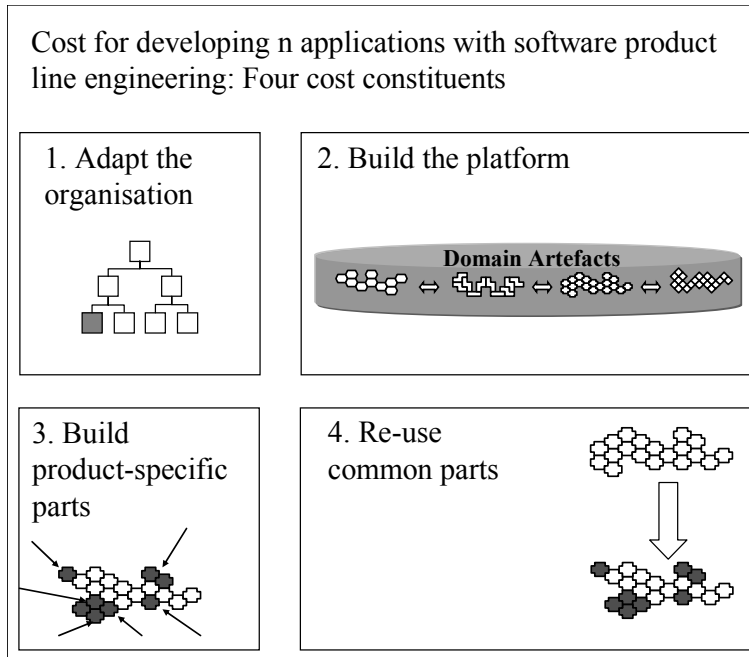 Cost for developing n applications with software product
line engineering: Four cost constituents
1. Adapt the
organisation
2. Build the platform
Domain Artefacts
3. Build
product-specific
parts
4. Re-use
common parts